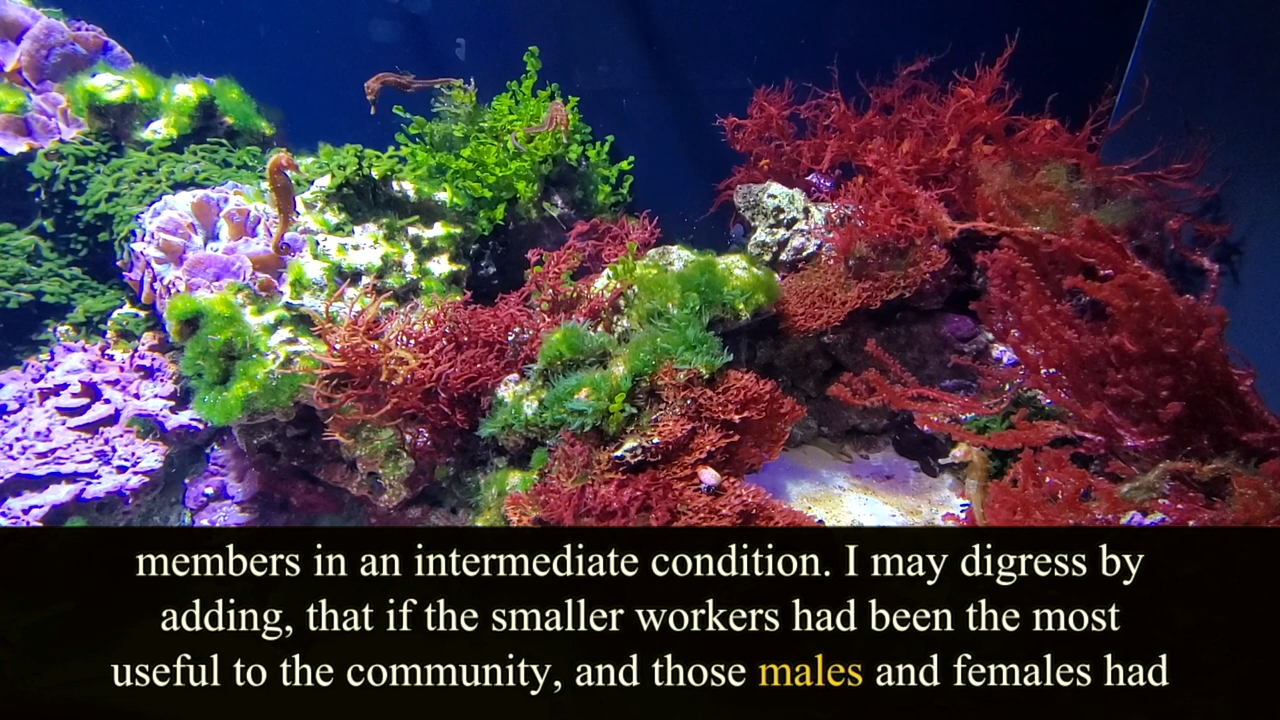 members in an intermediate condition. I may digress by
adding, that if the smaller workers had been the most
useful to the community, and those males and females had